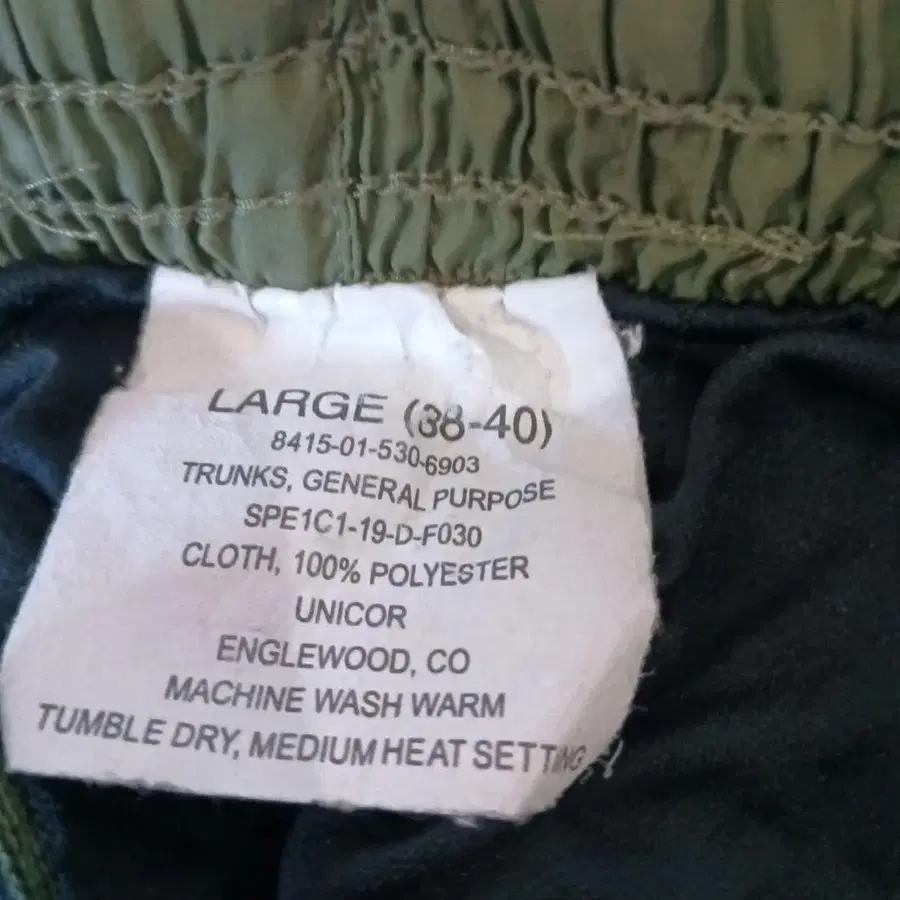 LARGE (38-40)
8415-01-530-6903
TRUNKS, GENERAL PURPOSE
SPE1C1-19-D-F030
CLOTH, 100% POLYESTER
UNICOR
ENGLEWOOD, CO
MACHINE WASH WARM
TUMBLE DRY, MEDIUM HEAT SETTING